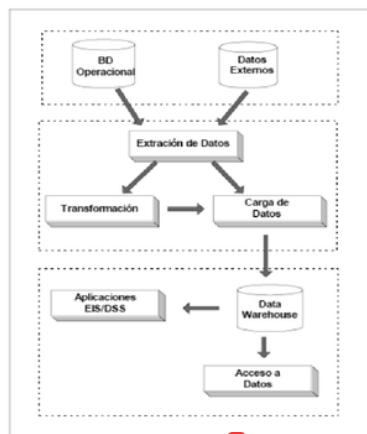 BD
Operacional
Datos
Externos
Extración de Datos
Transformación
Carga de
Datos
Aplicaciones
EIS/DSS
Data
Warehouse
Acceso a
Datos